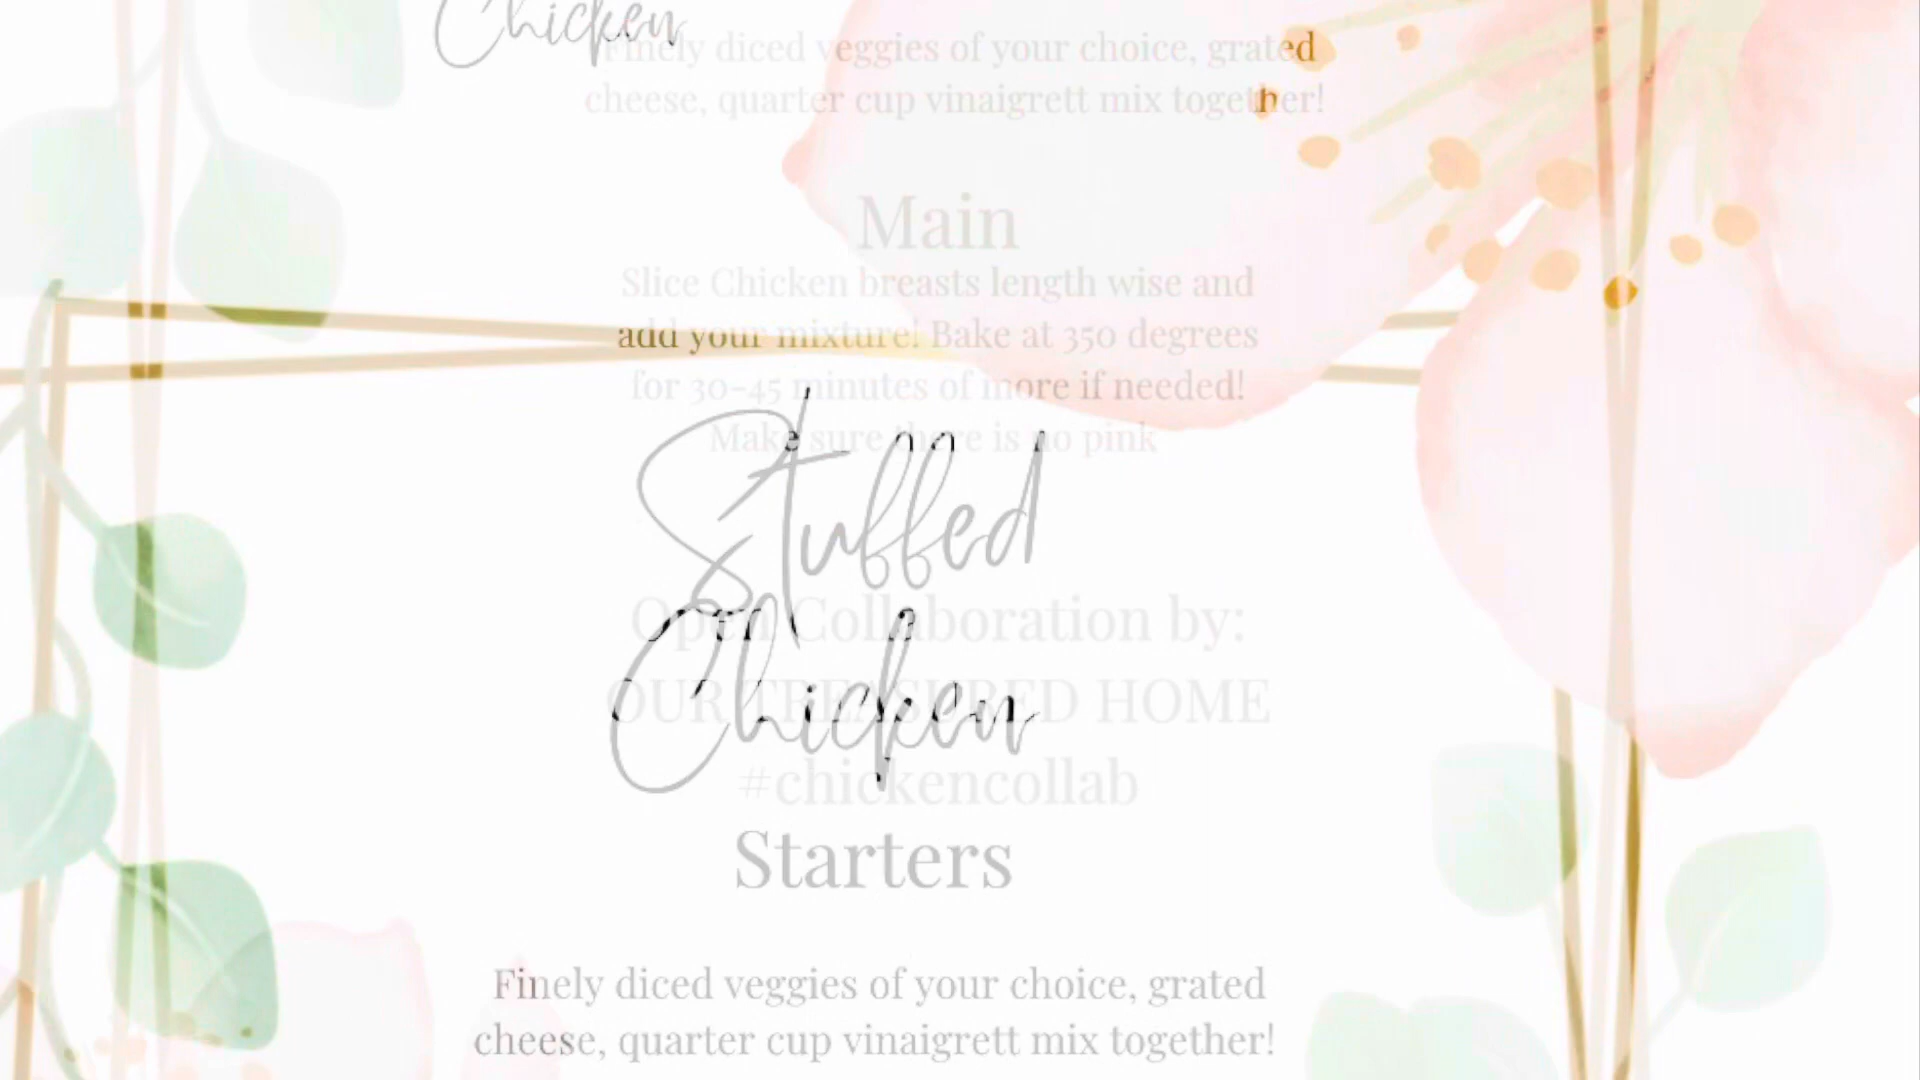 Chicken
Finely diced veggies of your choice, grated
cheese, quarter cup vinaigrett mix together!
Main
Slice Chicken breasts length wise and
add your mixture! Bake at 350 degrees
for 30-45 minutes of more if needed!
Make sure there is no pink
Stuffed
Chicken
Open Collaboration by:
OUR TREASURED HOME
#chickencollab
Starters
Finely diced veggies of your choice, grated
cheese, quarter cup vinaigrett mix together!